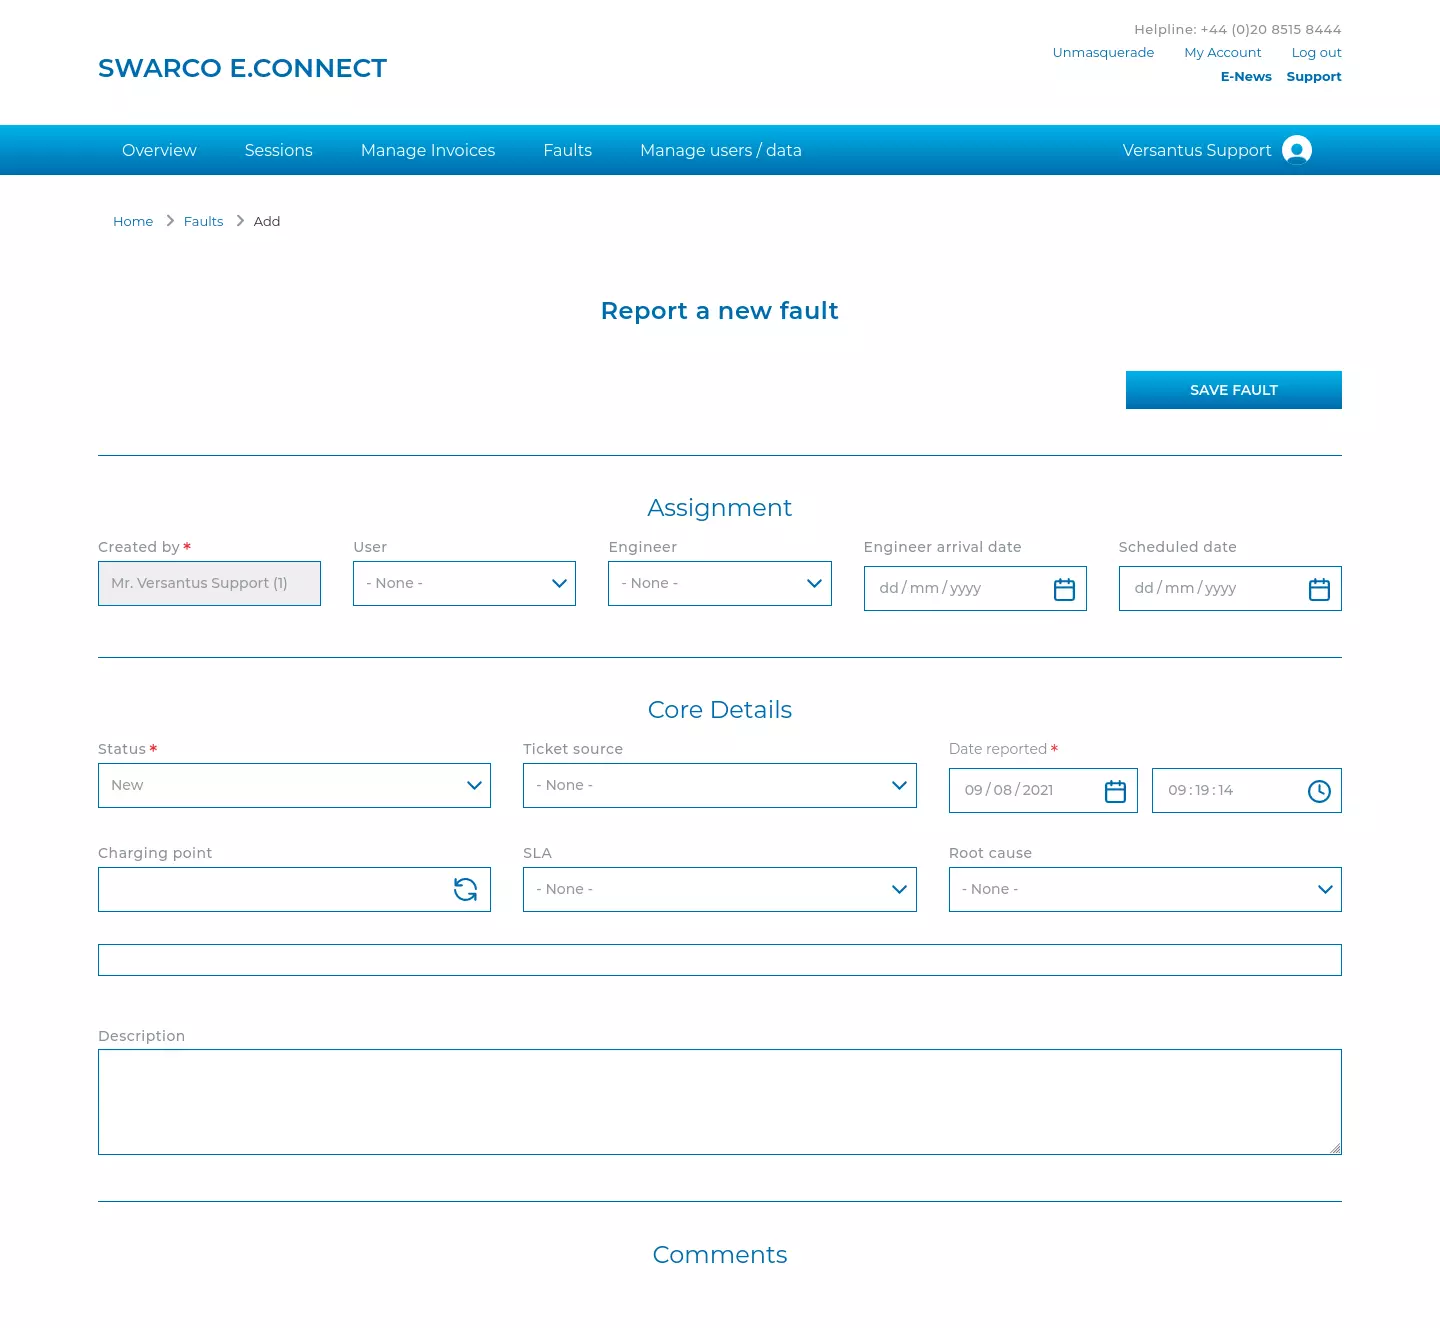 Helpline: +44 (0)20 8515 8444
SWARCO E.CONNECT
Unmasquerade My Account Log out
E-News Support
Overview Sessions Manage Invoices Faults Manage users / data Versantus Support
Home Faults Add
Report a new fault
SAVE FAULT
Assignment
Created by * User Engineer Engineer arrival date Scheduled date
Mr. Versantus Support (1) - None - - None - dd / mm / yyyy dd / mm / yyyy
Core Details
Status * Ticket source Date reported *
New - None - 09 / 08 / 2021 09 : 19 : 14
Charging point SLA Root cause
- None - - None -
Description
Comments